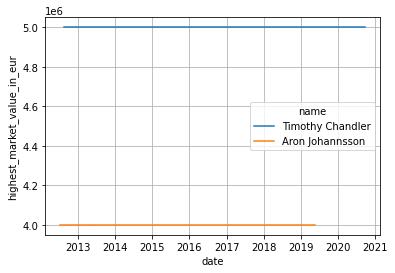 1e6
highest_market_value_in_eur
5.0
4.8
4.6
4.4
4.2
4.0
name
Timothy Chandler
Aron Johannsson
2013 2014 2015 2016 2017 2018 2019 2020 2021
date